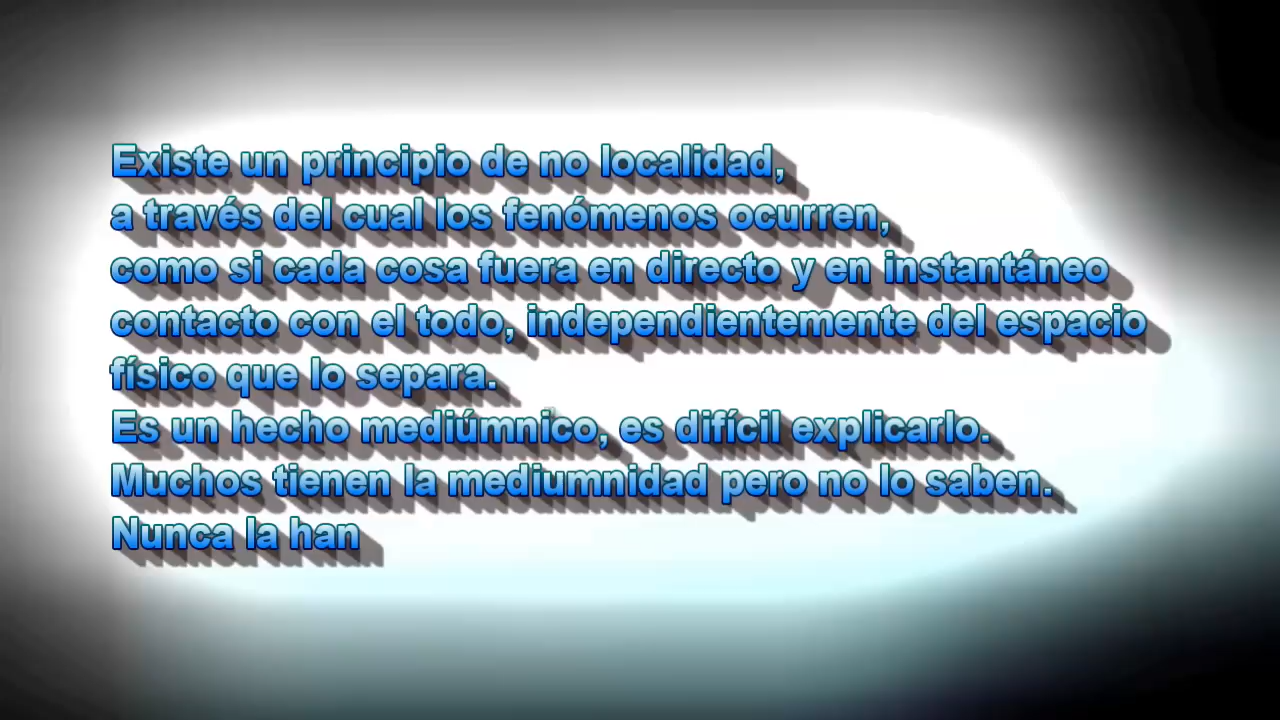 Existe un principio de no localidad,
a través del cual los fenómenos ocurren,
como si cada cosa fuera en directo y en instantáneo
contacto con el todo, independientemente del espacio
físico que lo separa.
Es un hecho mediúmnico, es difícil explicarlo.
Muchos tienen la mediumnidad pero no lo saben.
Nunca la han